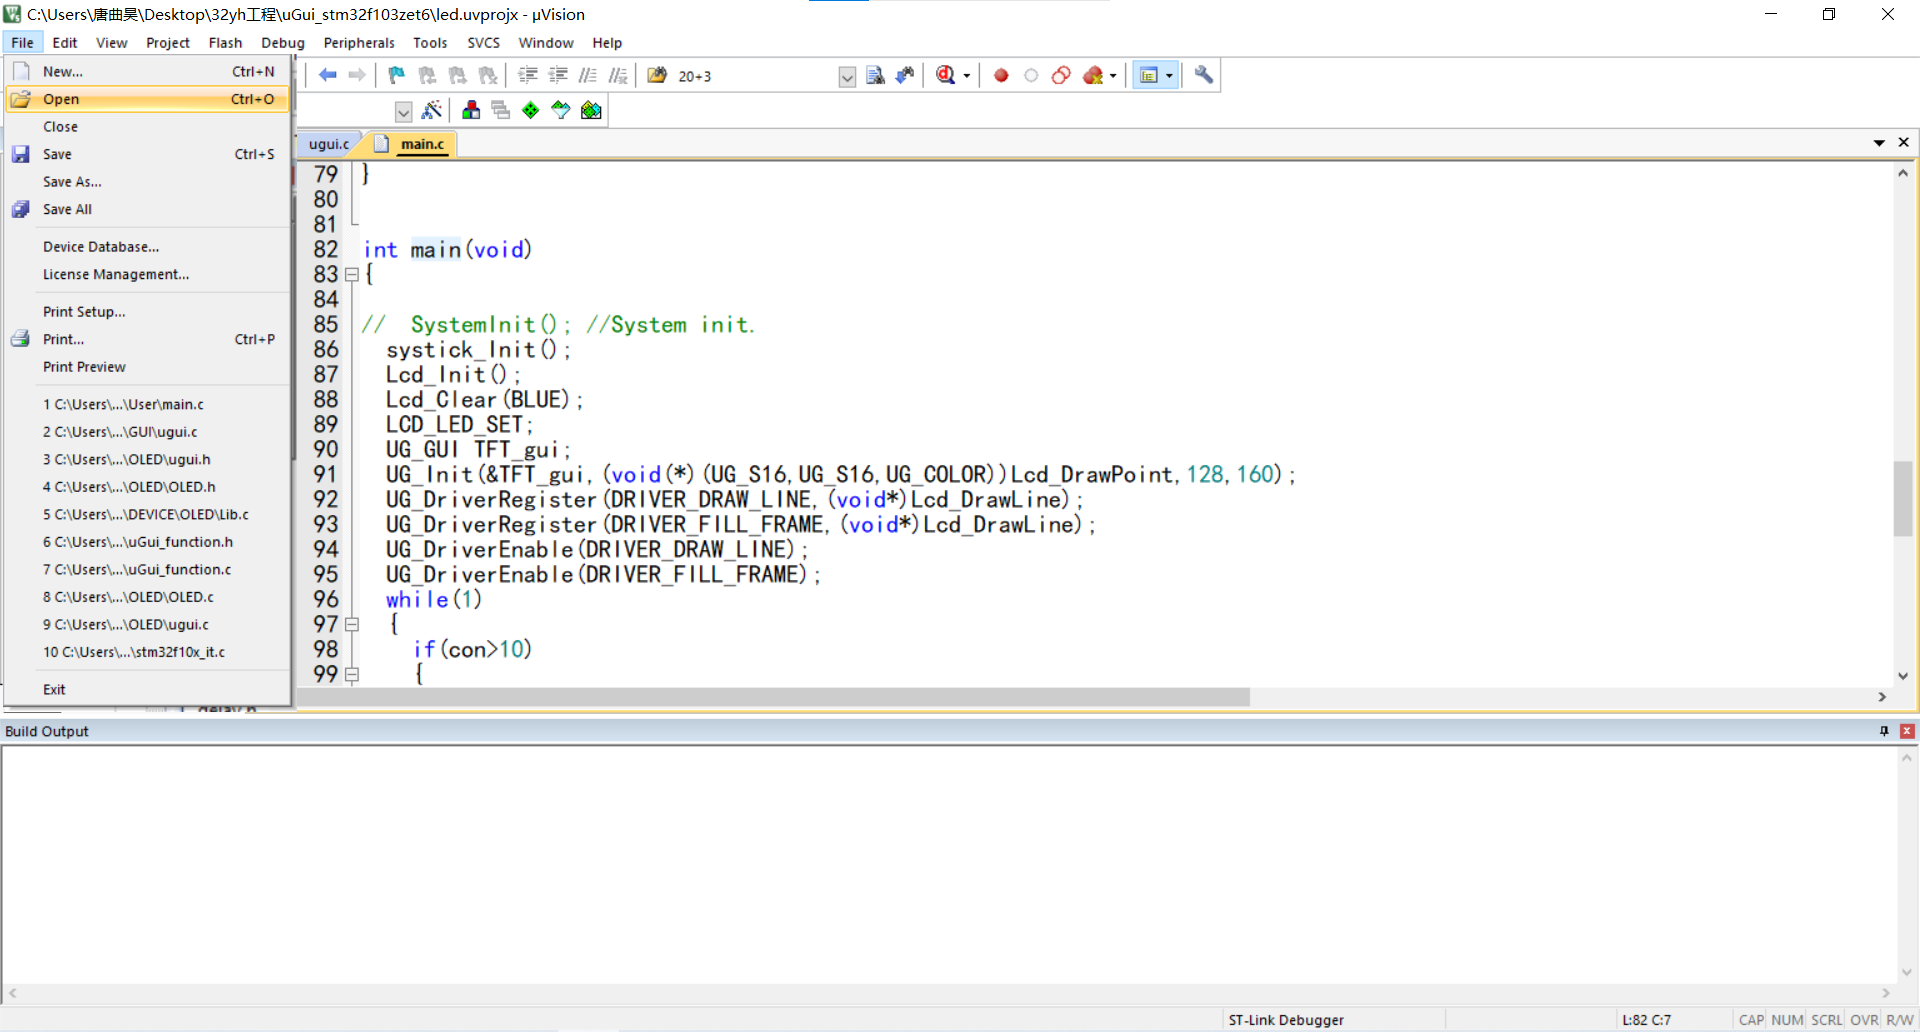 C:\Users\唐曲昊\Desktop\32yh工程\uGui_stm32f103zet6\led.uvprojx - µVision
File Edit View Project Flash Debug Peripherals Tools SVCS Window Help
New... Ctrl+N
Open Ctrl+O
Close
Save Ctrl+S
Save As...
Save All
Device Database...
License Management...
Print Setup...
Print... Ctrl+P
Print Preview
1 C:\Users\...\User\main.c
2 C:\Users\...\GUI\ugui.c
3 C:\Users\...\OLED\ugui.h
4 C:\Users\...\OLED\OLED.h
5 C:\Users\...\DEVICE\OLED\Lib.c
6 C:\Users\...\uGui_function.h
7 C:\Users\...\uGui_function.c
8 C:\Users\...\OLED\OLED.c
9 C:\Users\...\OLED\ugui.c
10 C:\Users\...\stm32f10x_it.c
Exit
20+3
ugui.c main.c
79 }
80
81
82 int main(void)
83 {
84
85 // SystemInit(); //System init.
86 systick_Init();
87 Lcd_Init();
88 Lcd_Clear(BLUE);
89 LCD_LED_SET;
90 UG_GUI TFT_gui;
91 UG_Init(&TFT_gui,(void(*)(UG_S16,UG_S16,UG_COLOR))Lcd_DrawPoint,128,160);
92 UG_DriverRegister(DRIVER_DRAW_LINE,(void*)Lcd_DrawLine);
93 UG_DriverRegister(DRIVER_FILL_FRAME,(void*)Lcd_DrawLine);
94 UG_DriverEnable(DRIVER_DRAW_LINE);
95 UG_DriverEnable(DRIVER_FILL_FRAME);
96 while(1)
97 {
98 if(con>10)
99 {
delay.h
Build Output
ST-Link Debugger L:82 C:7 CAP NUM SCRL OVR R/W